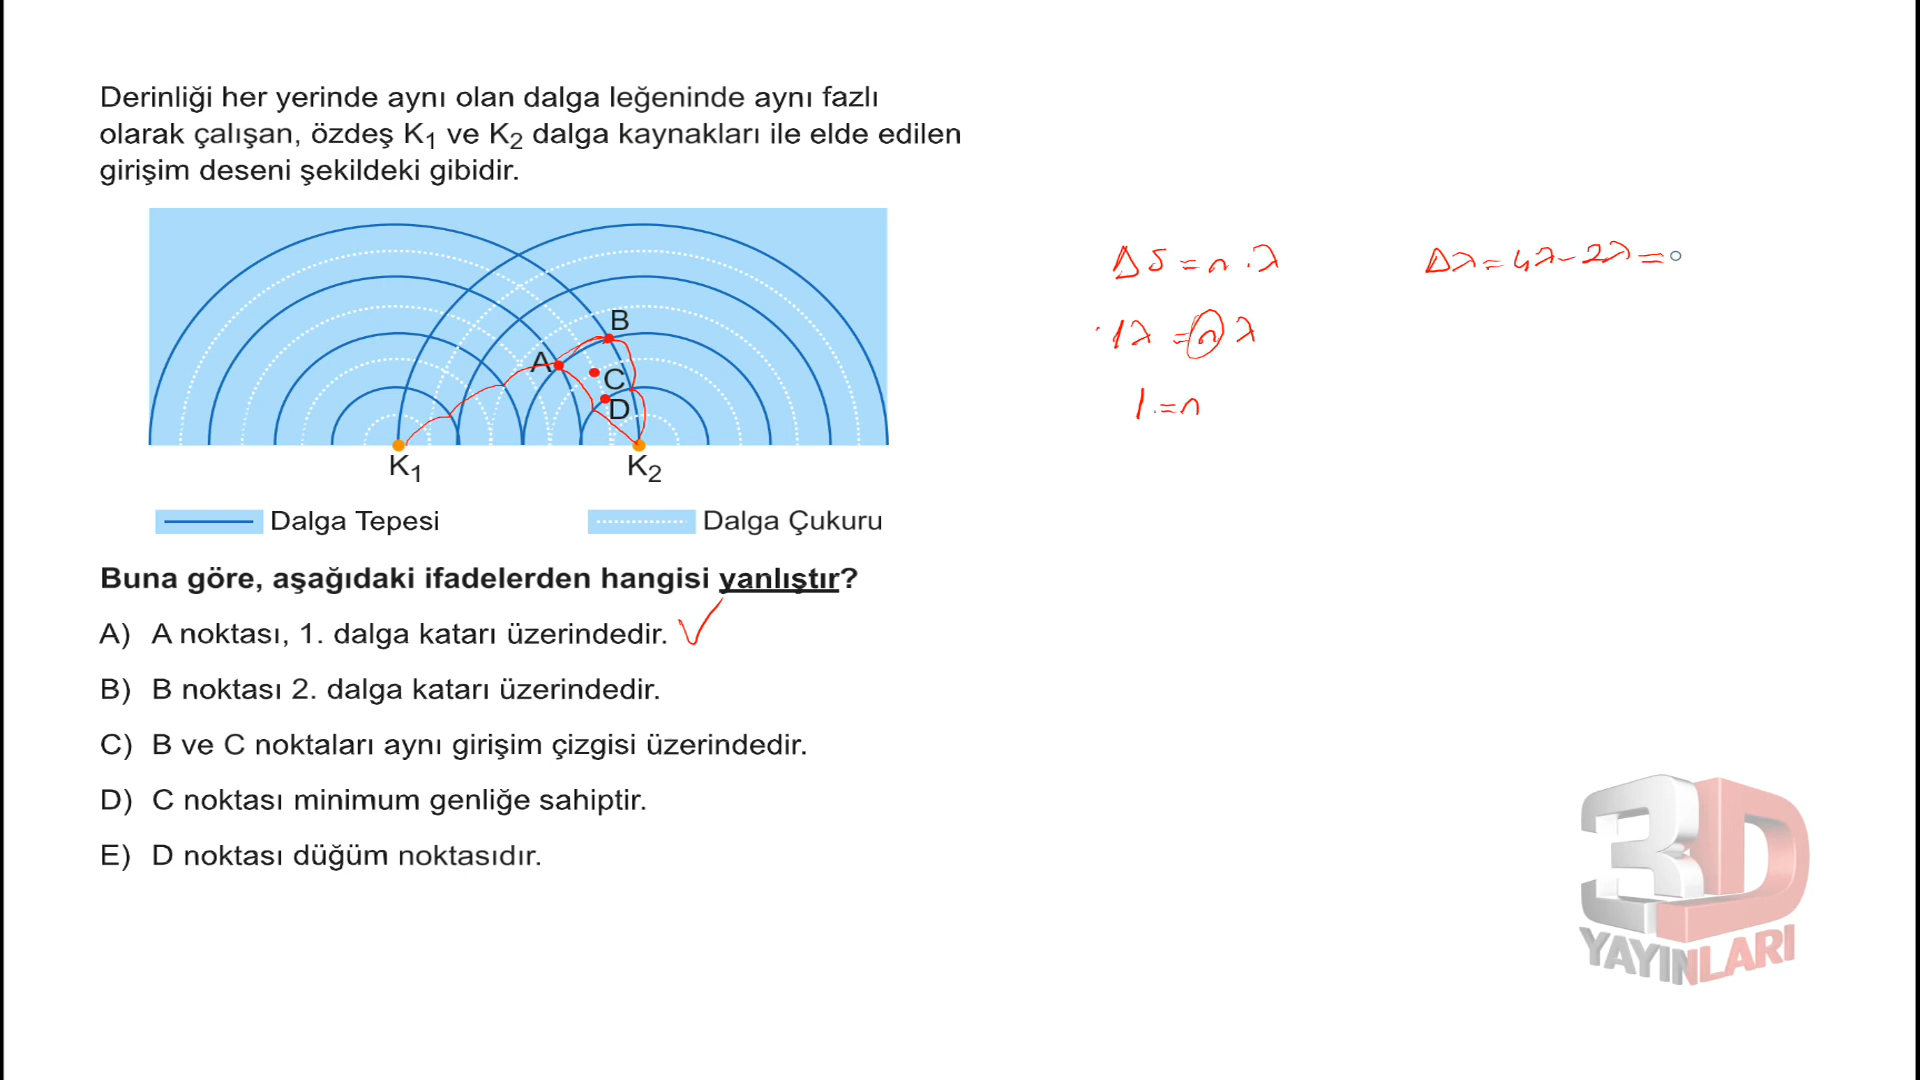 Derinliği her yerinde aynı olan dalga leğeninde aynı fazlı
olarak çalışan, özdeş K₁ ve K₂ dalga kaynakları ile elde edilen
girişim deseni şekildeki gibidir.
ΔS = n . λ
Δλ = 4λ - 2λ =
1λ = n λ
1 = n
B
A
C
D
K₁
K₂
Dalga Tepesi
Dalga Çukuru
Buna göre, aşağıdaki ifadelerden hangisi yanlıştır?
A) A noktası, 1. dalga katarı üzerindedir.
B) B noktası 2. dalga katarı üzerindedir.
C) B ve C noktaları aynı girişim çizgisi üzerindedir.
D) C noktası minimum genliğe sahiptir.
E) D noktası düğüm noktasıdır.
3D
YAYINLARI